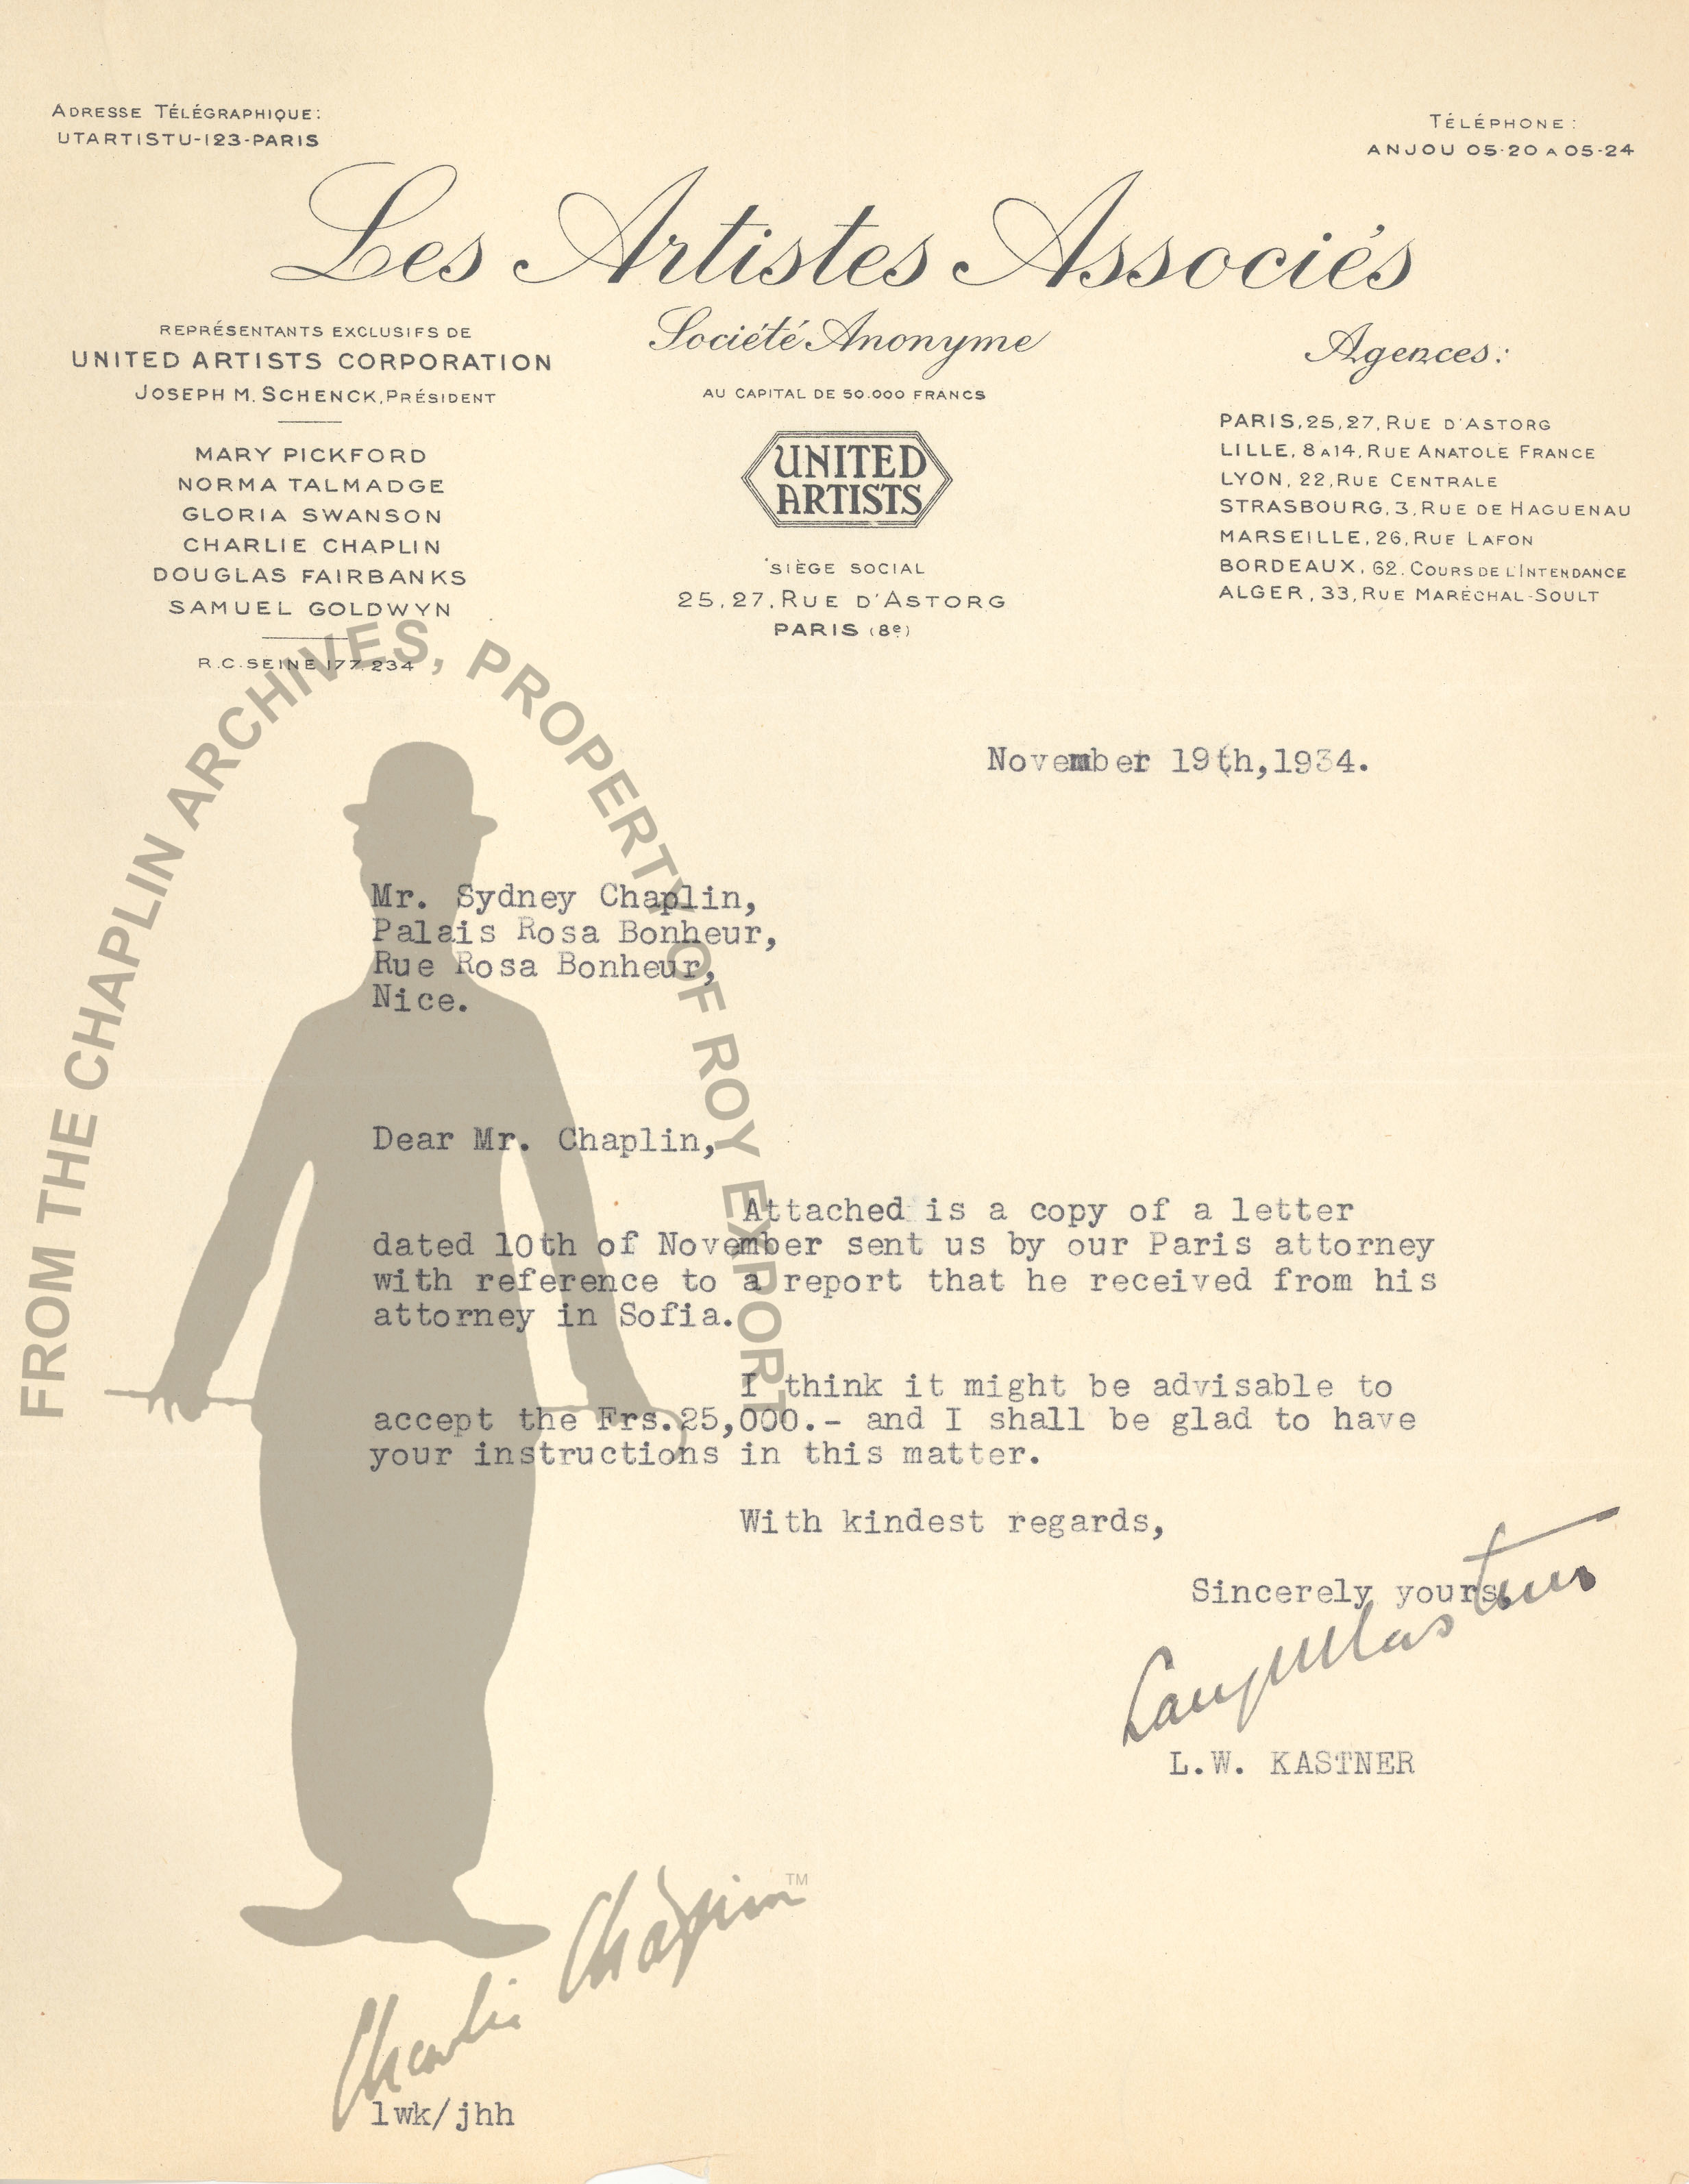 ADRESSE TÉLÉGRAPHIQUE:
UTARTISTU-123-PARIS
TÉLÉPHONE:
ANJOU 05-20 A 05-24
Les Artistes Associés
Société Anonyme
AU CAPITAL DE 50.000 FRANCS
UNITED
ARTISTS
SIÈGE SOCIAL
25,27, RUE D'ASTORG
PARIS (8e)
REPRÉSENTANTS EXCLUSIFS DE
UNITED ARTISTS CORPORATION
JOSEPH M. SCHENCK, PRÉSIDENT
MARY PICKFORD
NORMA TALMADGE
GLORIA SWANSON
CHARLIE CHAPLIN
DOUGLAS FAIRBANKS
SAMUEL GOLDWYN
R.C. SEINE 177.234
Agences:
PARIS, 25, 27, RUE D'ASTORG
LILLE, 8 A 14, RUE ANATOLE FRANCE
LYON, 22, RUE CENTRALE
STRASBOURG, 3, RUE DE HAGUENAU
MARSEILLE, 26, RUE LAFON
BORDEAUX, 62. COURS DE L'INTENDANCE
ALGER, 33, RUE MARÉCHAL-SOULT
FROM THE CHAPLIN ARCHIVES, PROPERTY OF ROY EXPORT
November 19th, 1934.
Mr. Sydney Chaplin,
Palais Rosa Bonheur,
Rue Rosa Bonheur,
Nice.
Dear Mr. Chaplin,
Attached is a copy of a letter
dated 10th of November sent us by our Paris attorney
with reference to a report that he received from his
attorney in Sofia.
I think it might be advisable to
accept the Frs.25,000.- and I shall be glad to have
your instructions in this matter.
With kindest regards,
Sincerely yours,
L.W. KASTNER
Charlie Chaplin TM
lwk/jhh